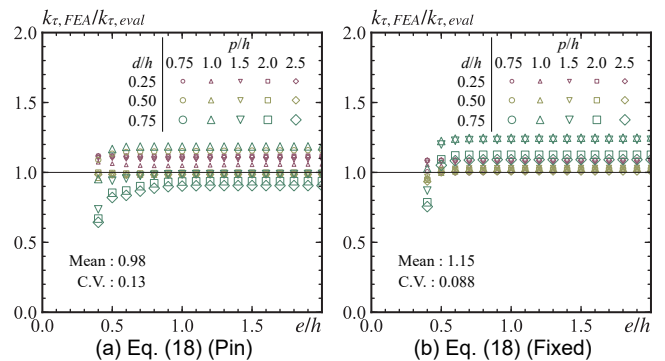 k_τ,FEA/k_τ,eval
p/h
d/h 0.75 1.0 1.5 2.0 2.5
0.25
0.50
0.75
2.0
1.5
1.0
0.5
0.0
Mean : 0.98
C.V. : 0.13
0.0 0.5 1.0 1.5 e/h
(a) Eq. (18) (Pin)
k_τ,FEA/k_τ,eval
p/h
d/h 0.75 1.0 1.5 2.0 2.5
0.25
0.50
0.75
2.0
1.5
1.0
0.5
0.0
Mean : 1.15
C.V. : 0.088
0.0 0.5 1.0 1.5 e/h
(b) Eq. (18) (Fixed)